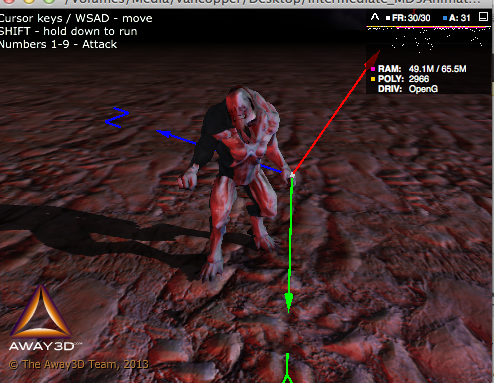 /Volumes/Media/Vancopper/Desktop/Intermediate_MD5Animat...
Cursor keys / WSAD - move
SHIFT - hold down to run
Numbers 1-9 - Attack
FR: 30/30 A: 31
RAM: 49.1M / 65.5M
POLY: 2966
DRIV: OpenG
Z
AWAY3D
© The Away3D Team, 2013